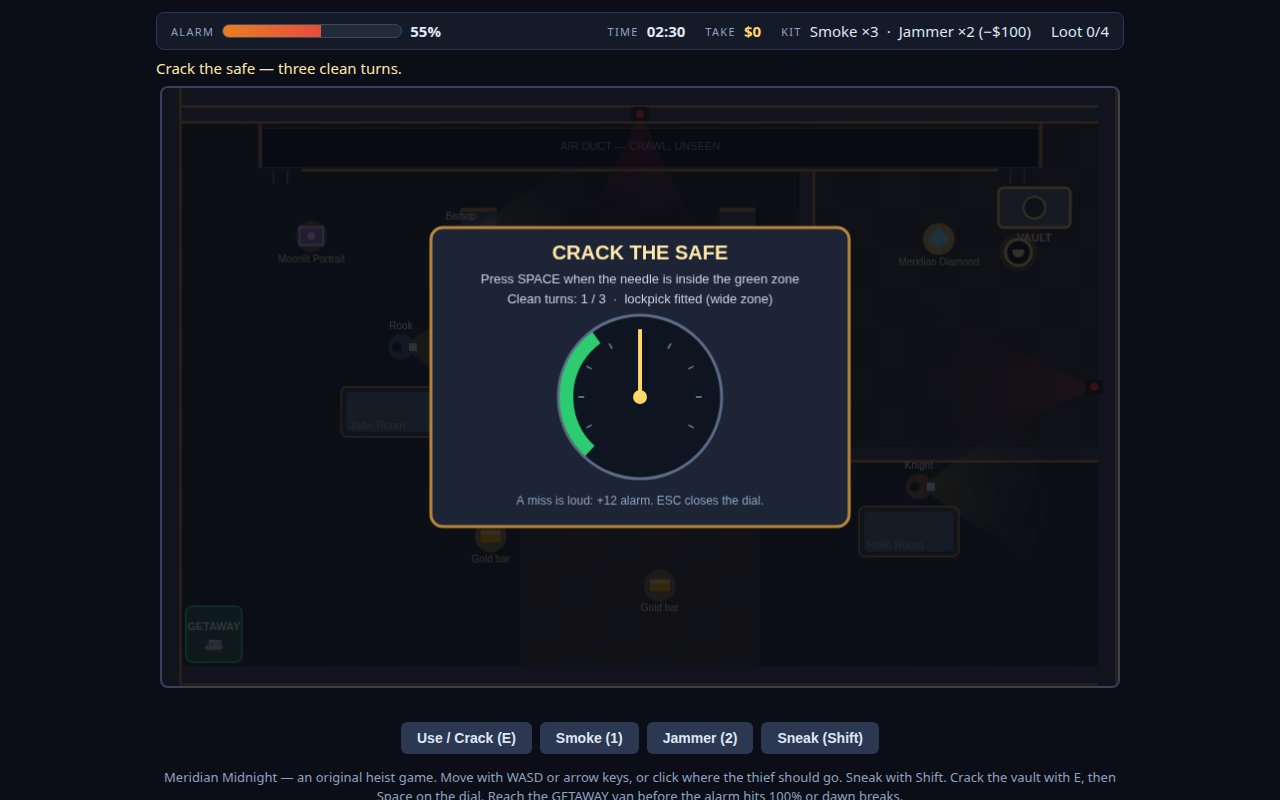 ALARM 55% TIME 02:30 TAKE $0 KIT Smoke ×3 · Jammer ×2 (−$100) Loot 0/4
Crack the safe — three clean turns.
AIR DUCT — CRAWL, UNSEEN
Bishop
VAULT
Moonlit Portrait
Meridian Diamond
CRACK THE SAFE
Press SPACE when the needle is inside the green zone
Clean turns: 1 / 3 · lockpick fitted (wide zone)
Rook
Jade Room
Knight
A miss is loud: +12 alarm. ESC closes the dial.
Relic Room
Gold bar
Gold bar
GETAWAY
Use / Crack (E) Smoke (1) Jammer (2) Sneak (Shift)
Meridian Midnight — an original heist game. Move with WASD or arrow keys, or click where the thief should go. Sneak with Shift. Crack the vault with E, then
Space on the dial. Reach the GETAWAY van before the alarm hits 100% or dawn breaks.